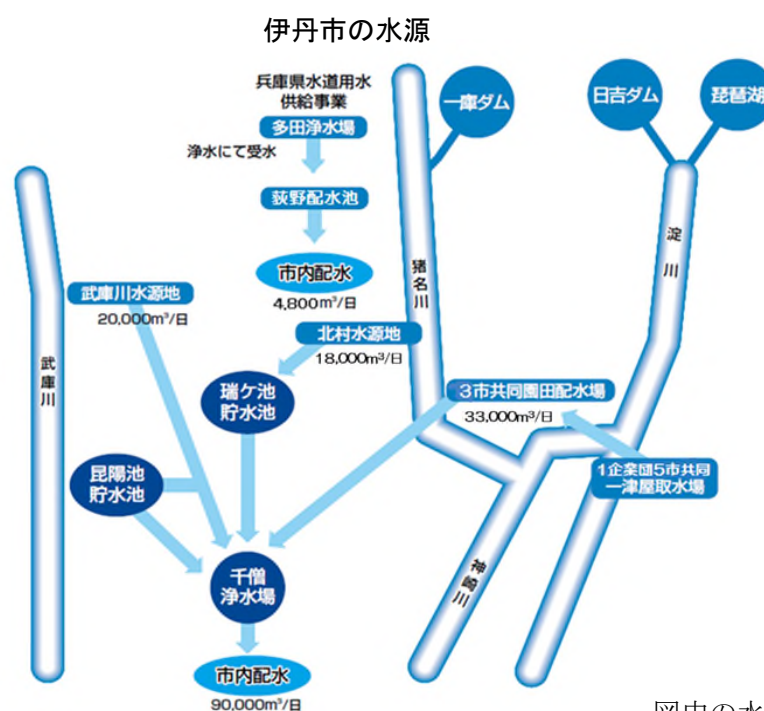 伊丹市の水源
兵庫県水道用水
供給事業
多田浄水場
浄水にて受水
荻野配水池
市内配水
4,800m³/日
一庫ダム
日吉ダム
琵琶湖
猪名川
淀川
武庫川
武庫川水源地
20,000m³/日
北村水源地
18,000m³/日
瑞ケ池
貯水池
3市共同園田配水場
33,000m³/日
昆陽池
貯水池
1企業団5市共同
一津屋取水場
神崎川
千僧
浄水場
市内配水
90,000m³/日
図中の水